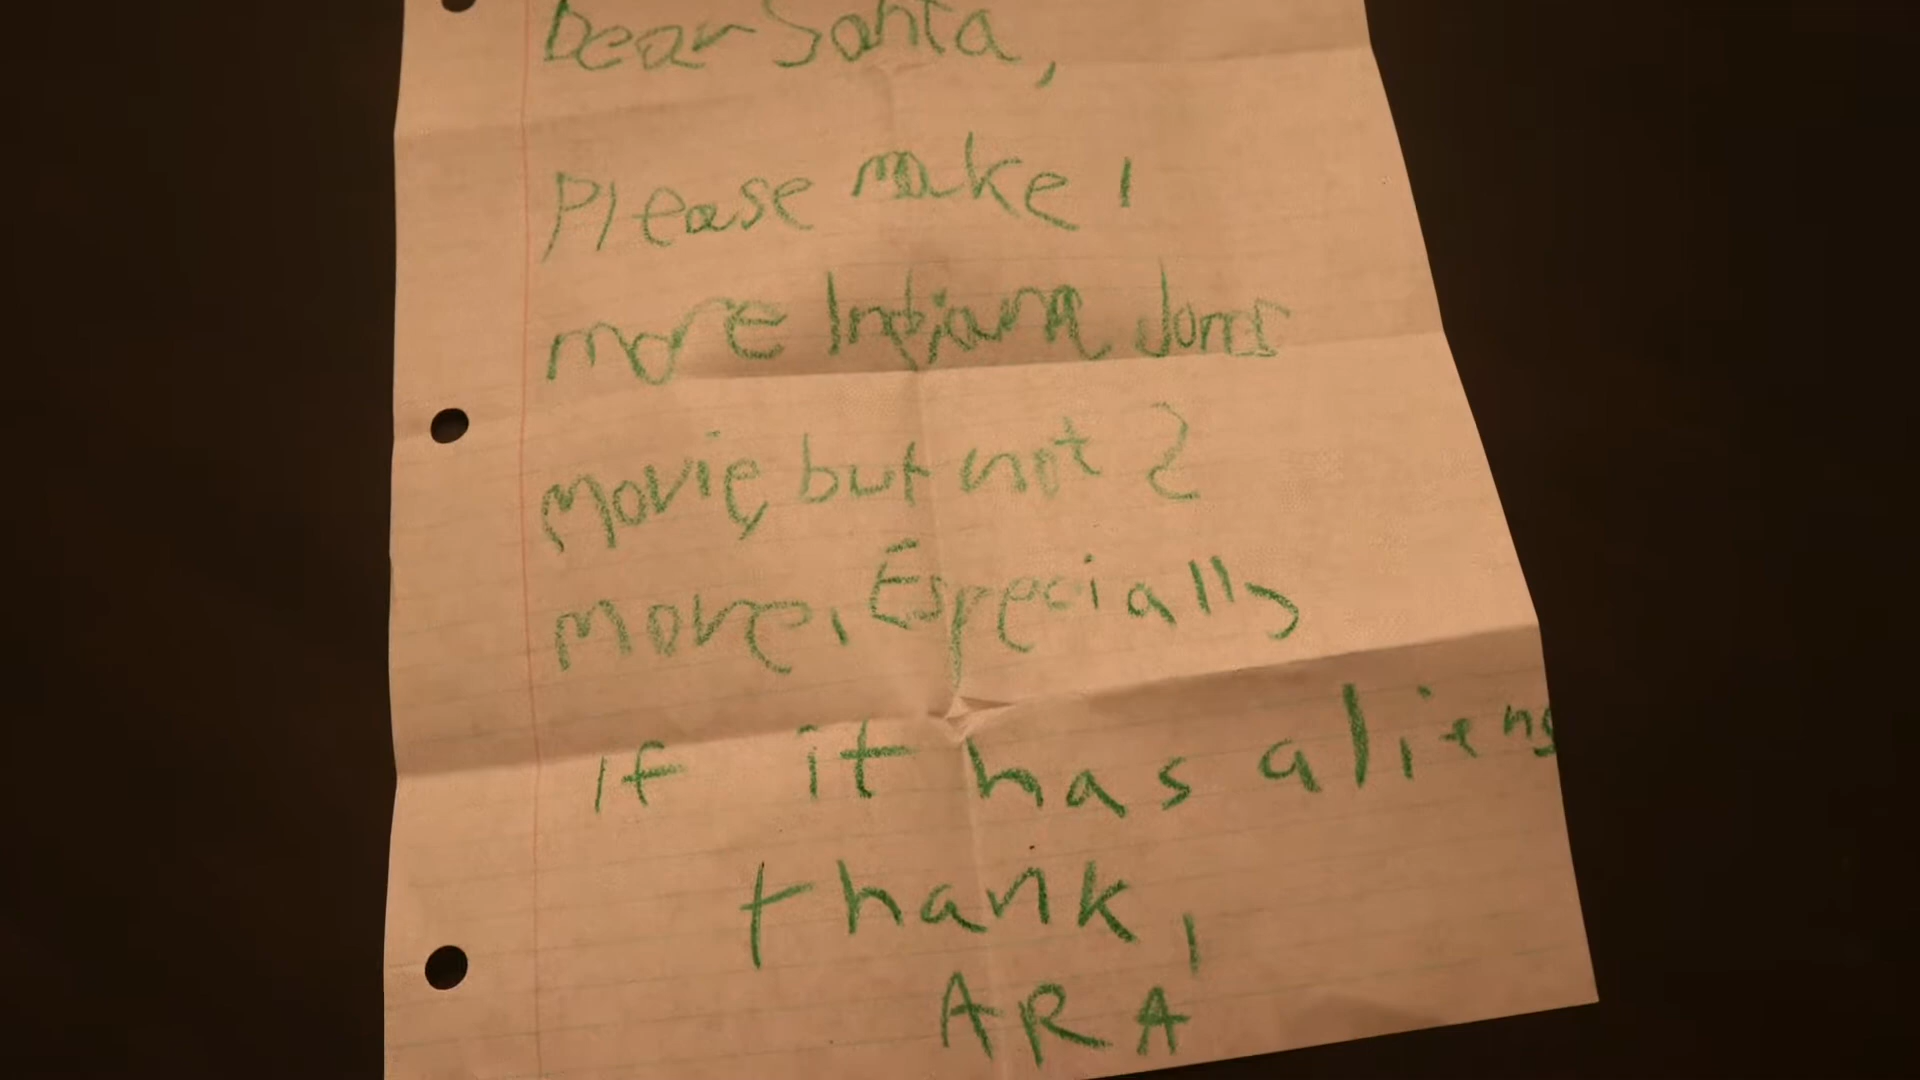 Dear Santa,
Please make 1
more Indiana Jones
movie, but not 2
more, Especially
if it has aliens
thank,
ARA